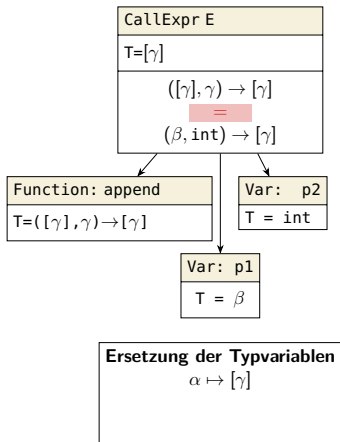 CallExpr E
T=[γ]
([γ], γ) → [γ]
=
(β, int) → [γ]
Function: append
T=([γ],γ)→[γ]
Var: p2
T = int
Var: p1
T = β
Ersetzung der Typvariablen
α ↦ [γ]